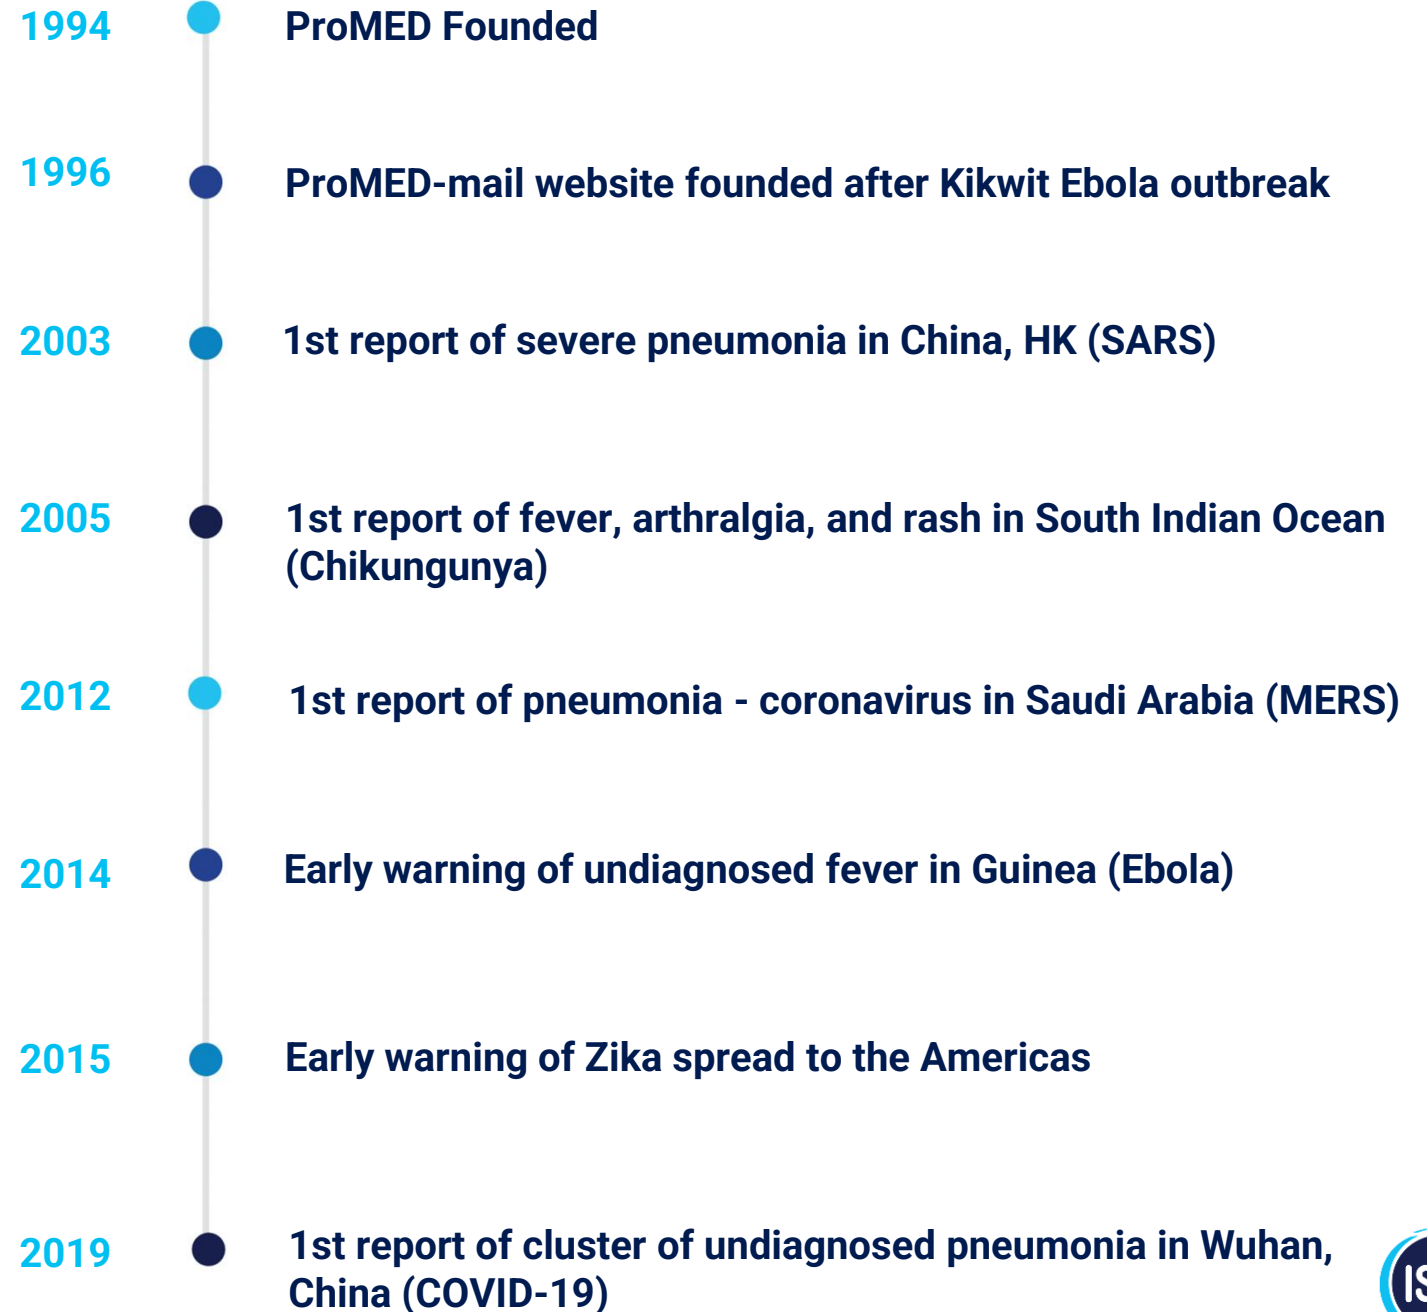 1994
ProMED Founded
1996
ProMED-mail website founded after Kikwit Ebola outbreak
2003
1st report of severe pneumonia in China, HK (SARS)
2005
1st report of fever, arthralgia, and rash in South Indian Ocean
(Chikungunya)
2012
1st report of pneumonia - coronavirus in Saudi Arabia (MERS)
2014
Early warning of undiagnosed fever in Guinea (Ebola)
2015
Early warning of Zika spread to the Americas
2019
1st report of cluster of undiagnosed pneumonia in Wuhan,
China (COVID-19)